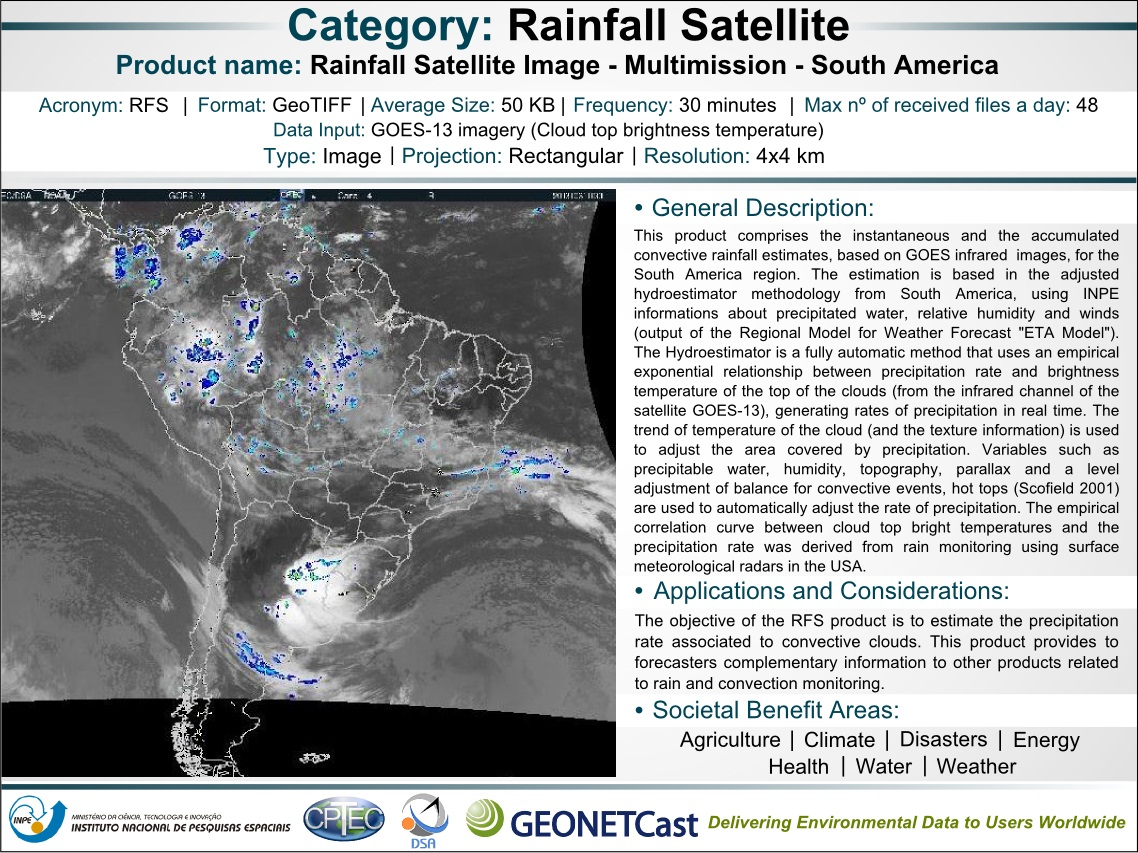 Category: Rainfall Satellite
Product name: Rainfall Satellite Image - Multimission - South America
Acronym: RFS | Format: GeoTIFF | Average Size: 50 KB | Frequency: 30 minutes | Max nº of received files a day: 48
Data Input: GOES-13 imagery (Cloud top brightness temperature)
Type: Image | Projection: Rectangular | Resolution: 4x4 km
GOES 13 CPTEC 4
• General Description:
This product comprises the instantaneous and the accumulated
convective rainfall estimates, based on GOES infrared images, for the
South America region. The estimation is based in the adjusted
hydroestimator methodology from South America, using INPE
informations about precipitated water, relative humidity and winds
(output of the Regional Model for Weather Forecast "ETA Model").
The Hydroestimator is a fully automatic method that uses an empirical
exponential relationship between precipitation rate and brightness
temperature of the top of the clouds (from the infrared channel of the
satellite GOES-13), generating rates of precipitation in real time. The
trend of temperature of the cloud (and the texture information) is used
to adjust the area covered by precipitation. Variables such as
precipitable water, humidity, topography, parallax and a level
adjustment of balance for convective events, hot tops (Scofield 2001)
are used to automatically adjust the rate of precipitation. The empirical
correlation curve between cloud top bright temperatures and the
precipitation rate was derived from rain monitoring using surface
meteorological radars in the USA.
• Applications and Considerations:
The objective of the RFS product is to estimate the precipitation
rate associated to convective clouds. This product provides to
forecasters complementary information to other products related
to rain and convection monitoring.
• Societal Benefit Areas:
Agriculture | Climate | Disasters | Energy
Health | Water | Weather
INPE
MINISTÉRIO DA CIÊNCIA, TECNOLOGIA E INOVAÇÃO
INSTITUTO NACIONAL DE PESQUISAS ESPACIAIS
CPTEC
DSA
GEONETCast
Delivering Environmental Data to Users Worldwide